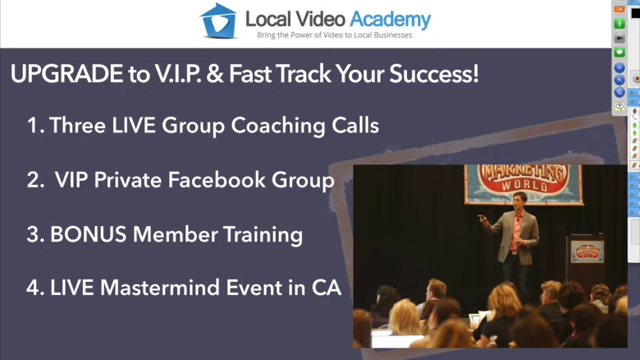 Local Video Academy
Bring the Power of Video to Local Businesses
UPGRADE to V.I.P. & Fast Track Your Success!
1. Three LIVE Group Coaching Calls
2. VIP Private Facebook Group
3. BONUS Member Training
4. LIVE Mastermind Event in CA
MARKETING
WORLD